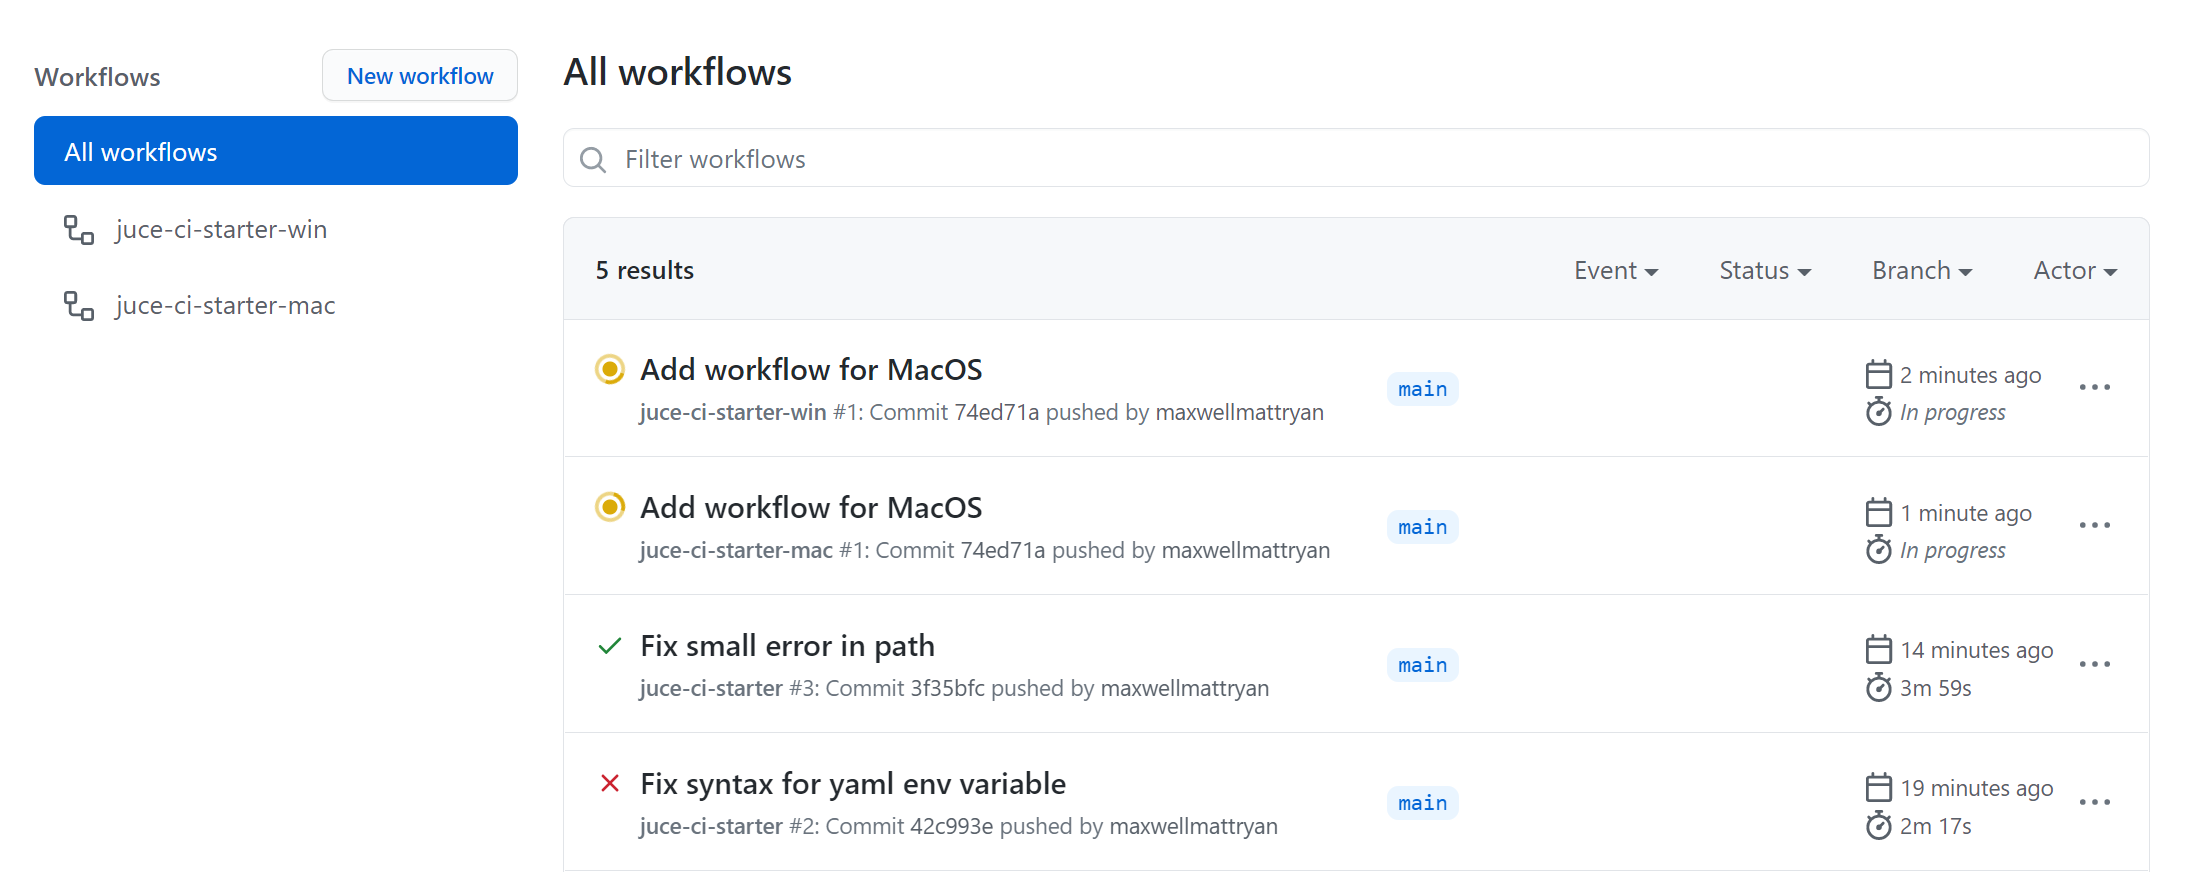 Workflows
New workflow
All workflows
juce-ci-starter-win
juce-ci-starter-mac
All workflows
Filter workflows
5 results
Event
Status
Branch
Actor
Add workflow for MacOS
juce-ci-starter-win #1: Commit 74ed71a pushed by maxwellmattryan
main
2 minutes ago
In progress
Add workflow for MacOS
juce-ci-starter-mac #1: Commit 74ed71a pushed by maxwellmattryan
main
1 minute ago
In progress
Fix small error in path
juce-ci-starter #3: Commit 3f35bfc pushed by maxwellmattryan
main
14 minutes ago
3m 59s
Fix syntax for yaml env variable
juce-ci-starter #2: Commit 42c993e pushed by maxwellmattryan
main
19 minutes ago
2m 17s